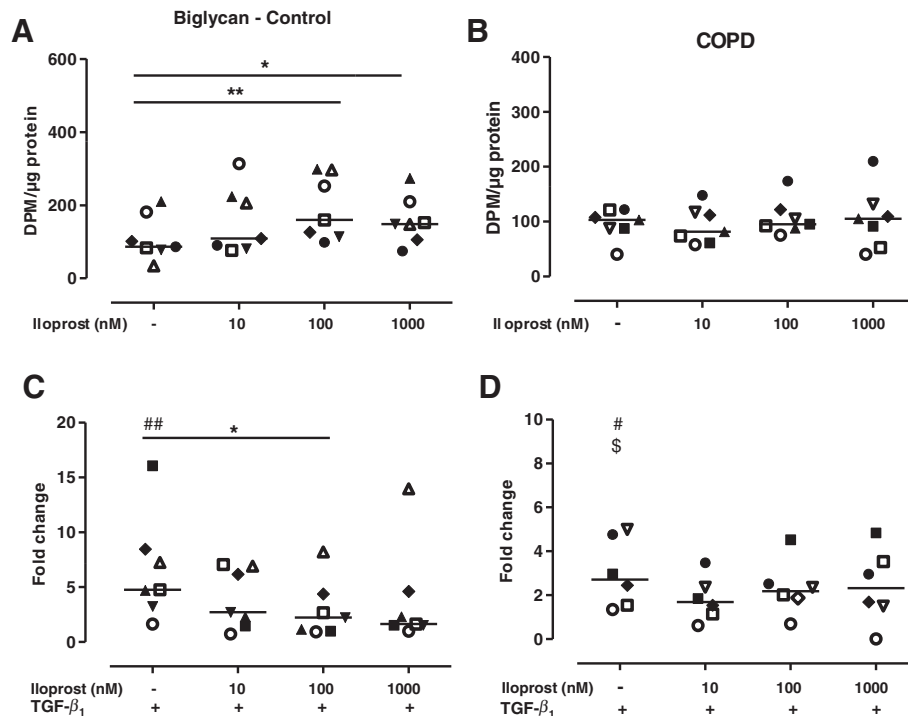 A
Biglycan - Control
DPM/µg protein
600
400
200
0
*
**
Iloprost (nM) - 10 100 1000
B
COPD
DPM/µg protein
400
300
200
100
0
Iloprost (nM) - 10 100 1000
C
Fold change
20
15
10
5
0
##
*
Iloprost (nM) - 10 100 1000
TGF-β1 + + + +
D
Fold change
10
8
6
4
2
0
#
$
Iloprost (nM) - 10 100 1000
TGF-β1 + + + +